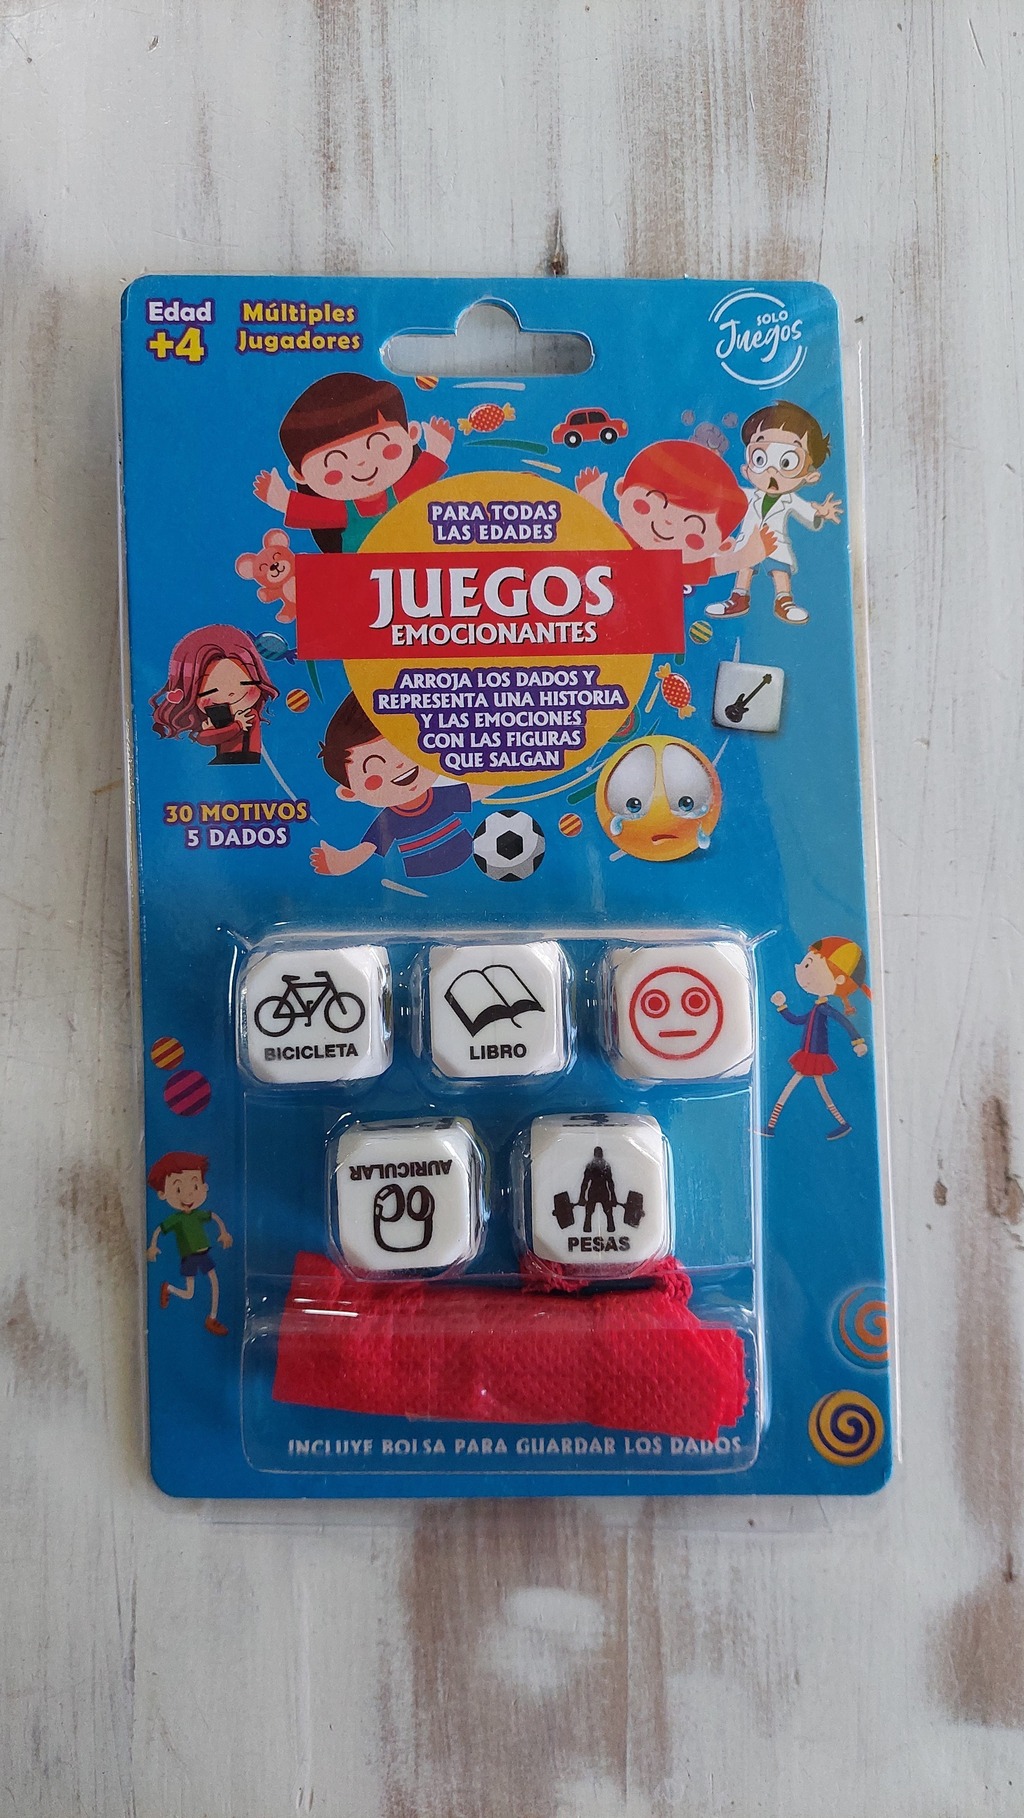 Edad
+4
Múltiples
Jugadores
SOLO
Juegos
PARA TODAS
LAS EDADES
JUEGOS
EMOCIONANTES
ARROJA LOS DADOS Y
REPRESENTA UNA HISTORIA
Y LAS EMOCIONES
CON LAS FIGURAS
QUE SALGAN
30 MOTIVOS
5 DADOS
BICICLETA
LIBRO
AURICULAR
PESAS
INCLUYE BOLSA PARA GUARDAR LOS DADOS